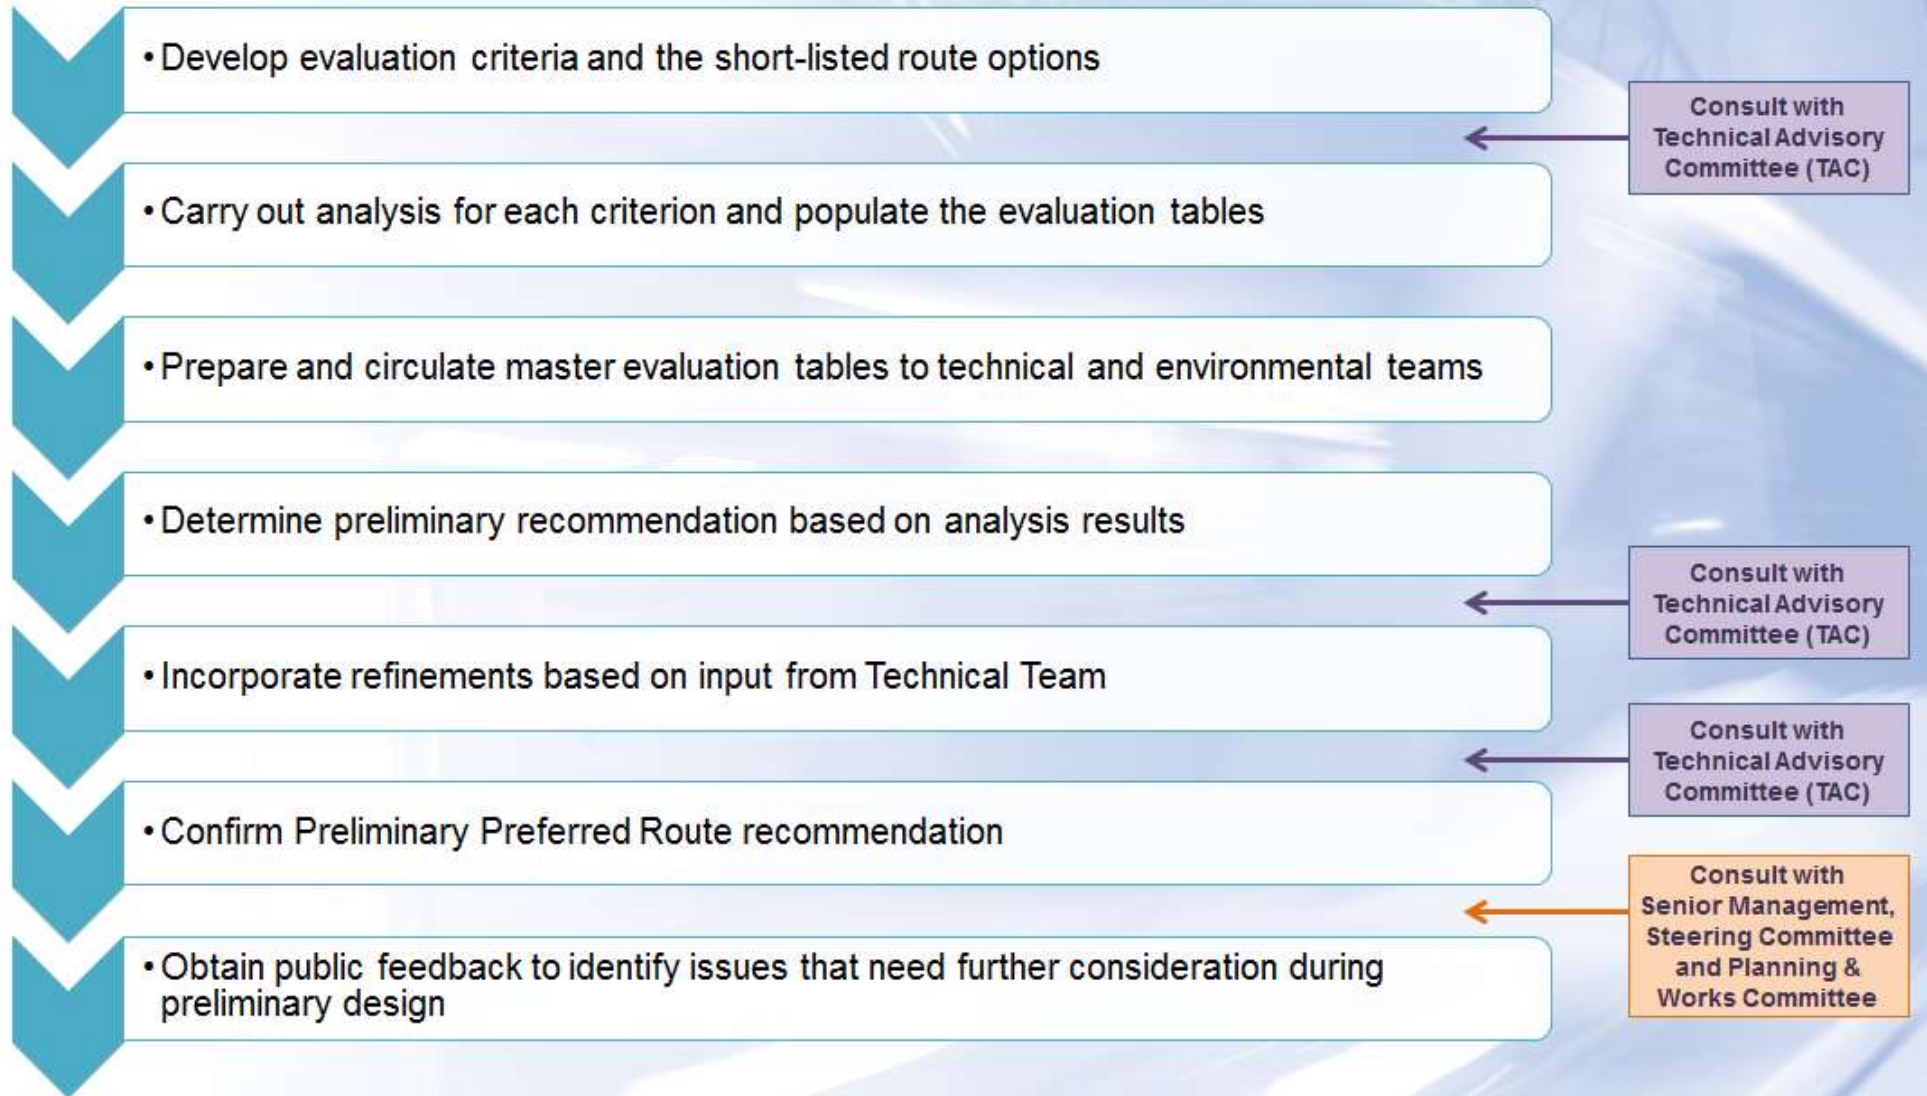 • Develop evaluation criteria and the short-listed route options
Consult with
Technical Advisory
Committee (TAC)
• Carry out analysis for each criterion and populate the evaluation tables
• Prepare and circulate master evaluation tables to technical and environmental teams
• Determine preliminary recommendation based on analysis results
Consult with
Technical Advisory
Committee (TAC)
• Incorporate refinements based on input from Technical Team
Consult with
Technical Advisory
Committee (TAC)
• Confirm Preliminary Preferred Route recommendation
Consult with
Senior Management,
Steering Committee
and Planning &
Works Committee
• Obtain public feedback to identify issues that need further consideration during
preliminary design